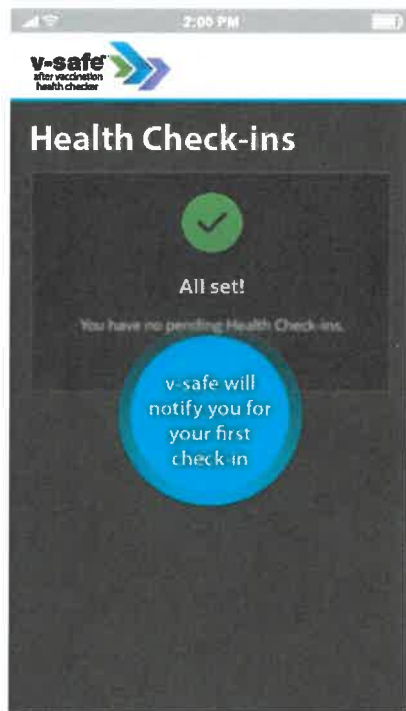 2:00 PM
v-safe
after vaccination
health checker
Health Check-ins
All set!
You have no pending Health Check-ins.
v-safe will
notify you for
your first
check-in